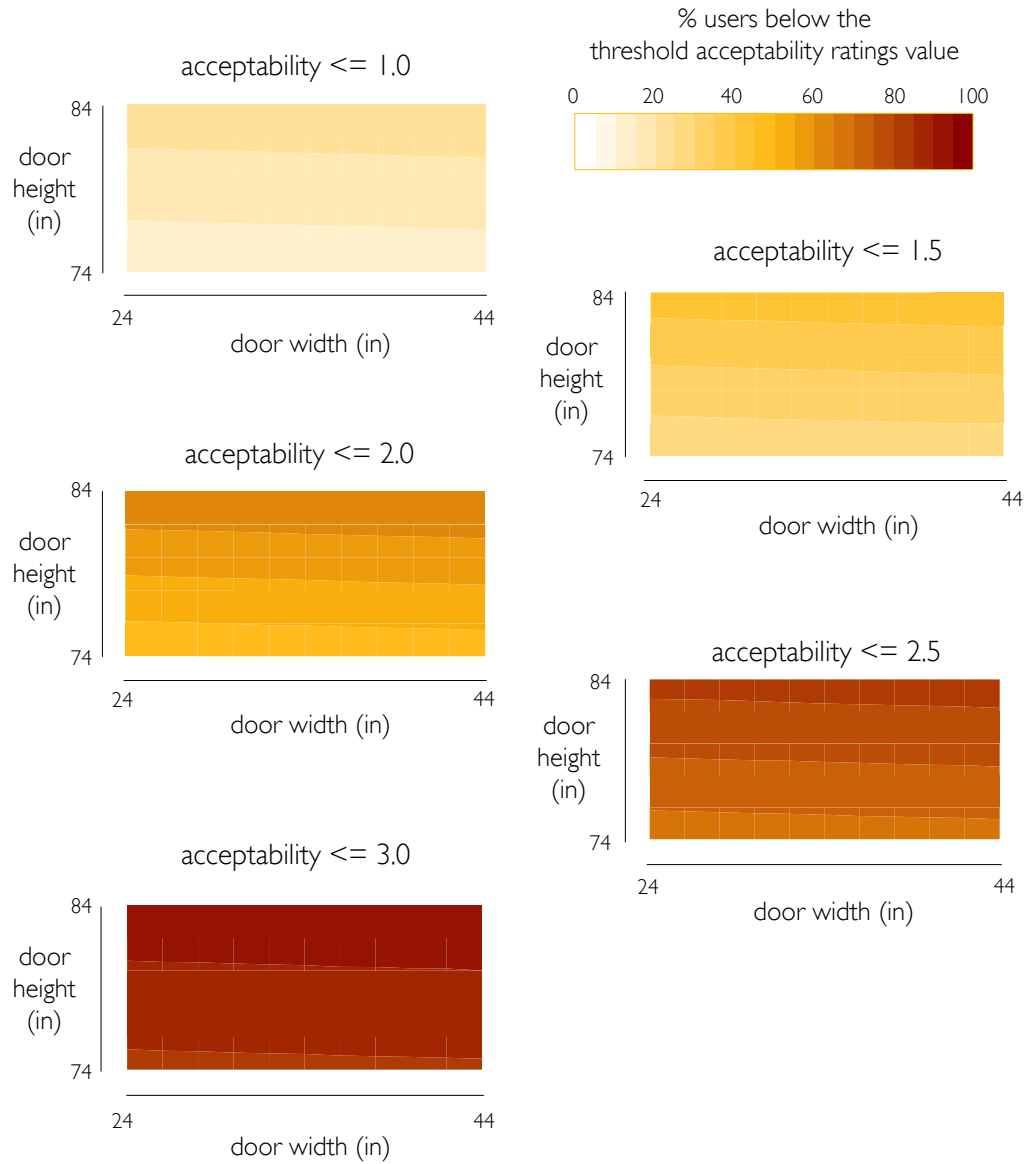 % users below the
threshold acceptability ratings value
0 20 40 60 80 100
acceptability <= 1.0
84
door
height
(in)
74
24 44
door width (in)
acceptability <= 1.5
84
door
height
(in)
74
24 44
door width (in)
acceptability <= 2.0
84
door
height
(in)
74
24 44
door width (in)
acceptability <= 2.5
84
door
height
(in)
74
24 44
door width (in)
acceptability <= 3.0
84
door
height
(in)
74
24 44
door width (in)